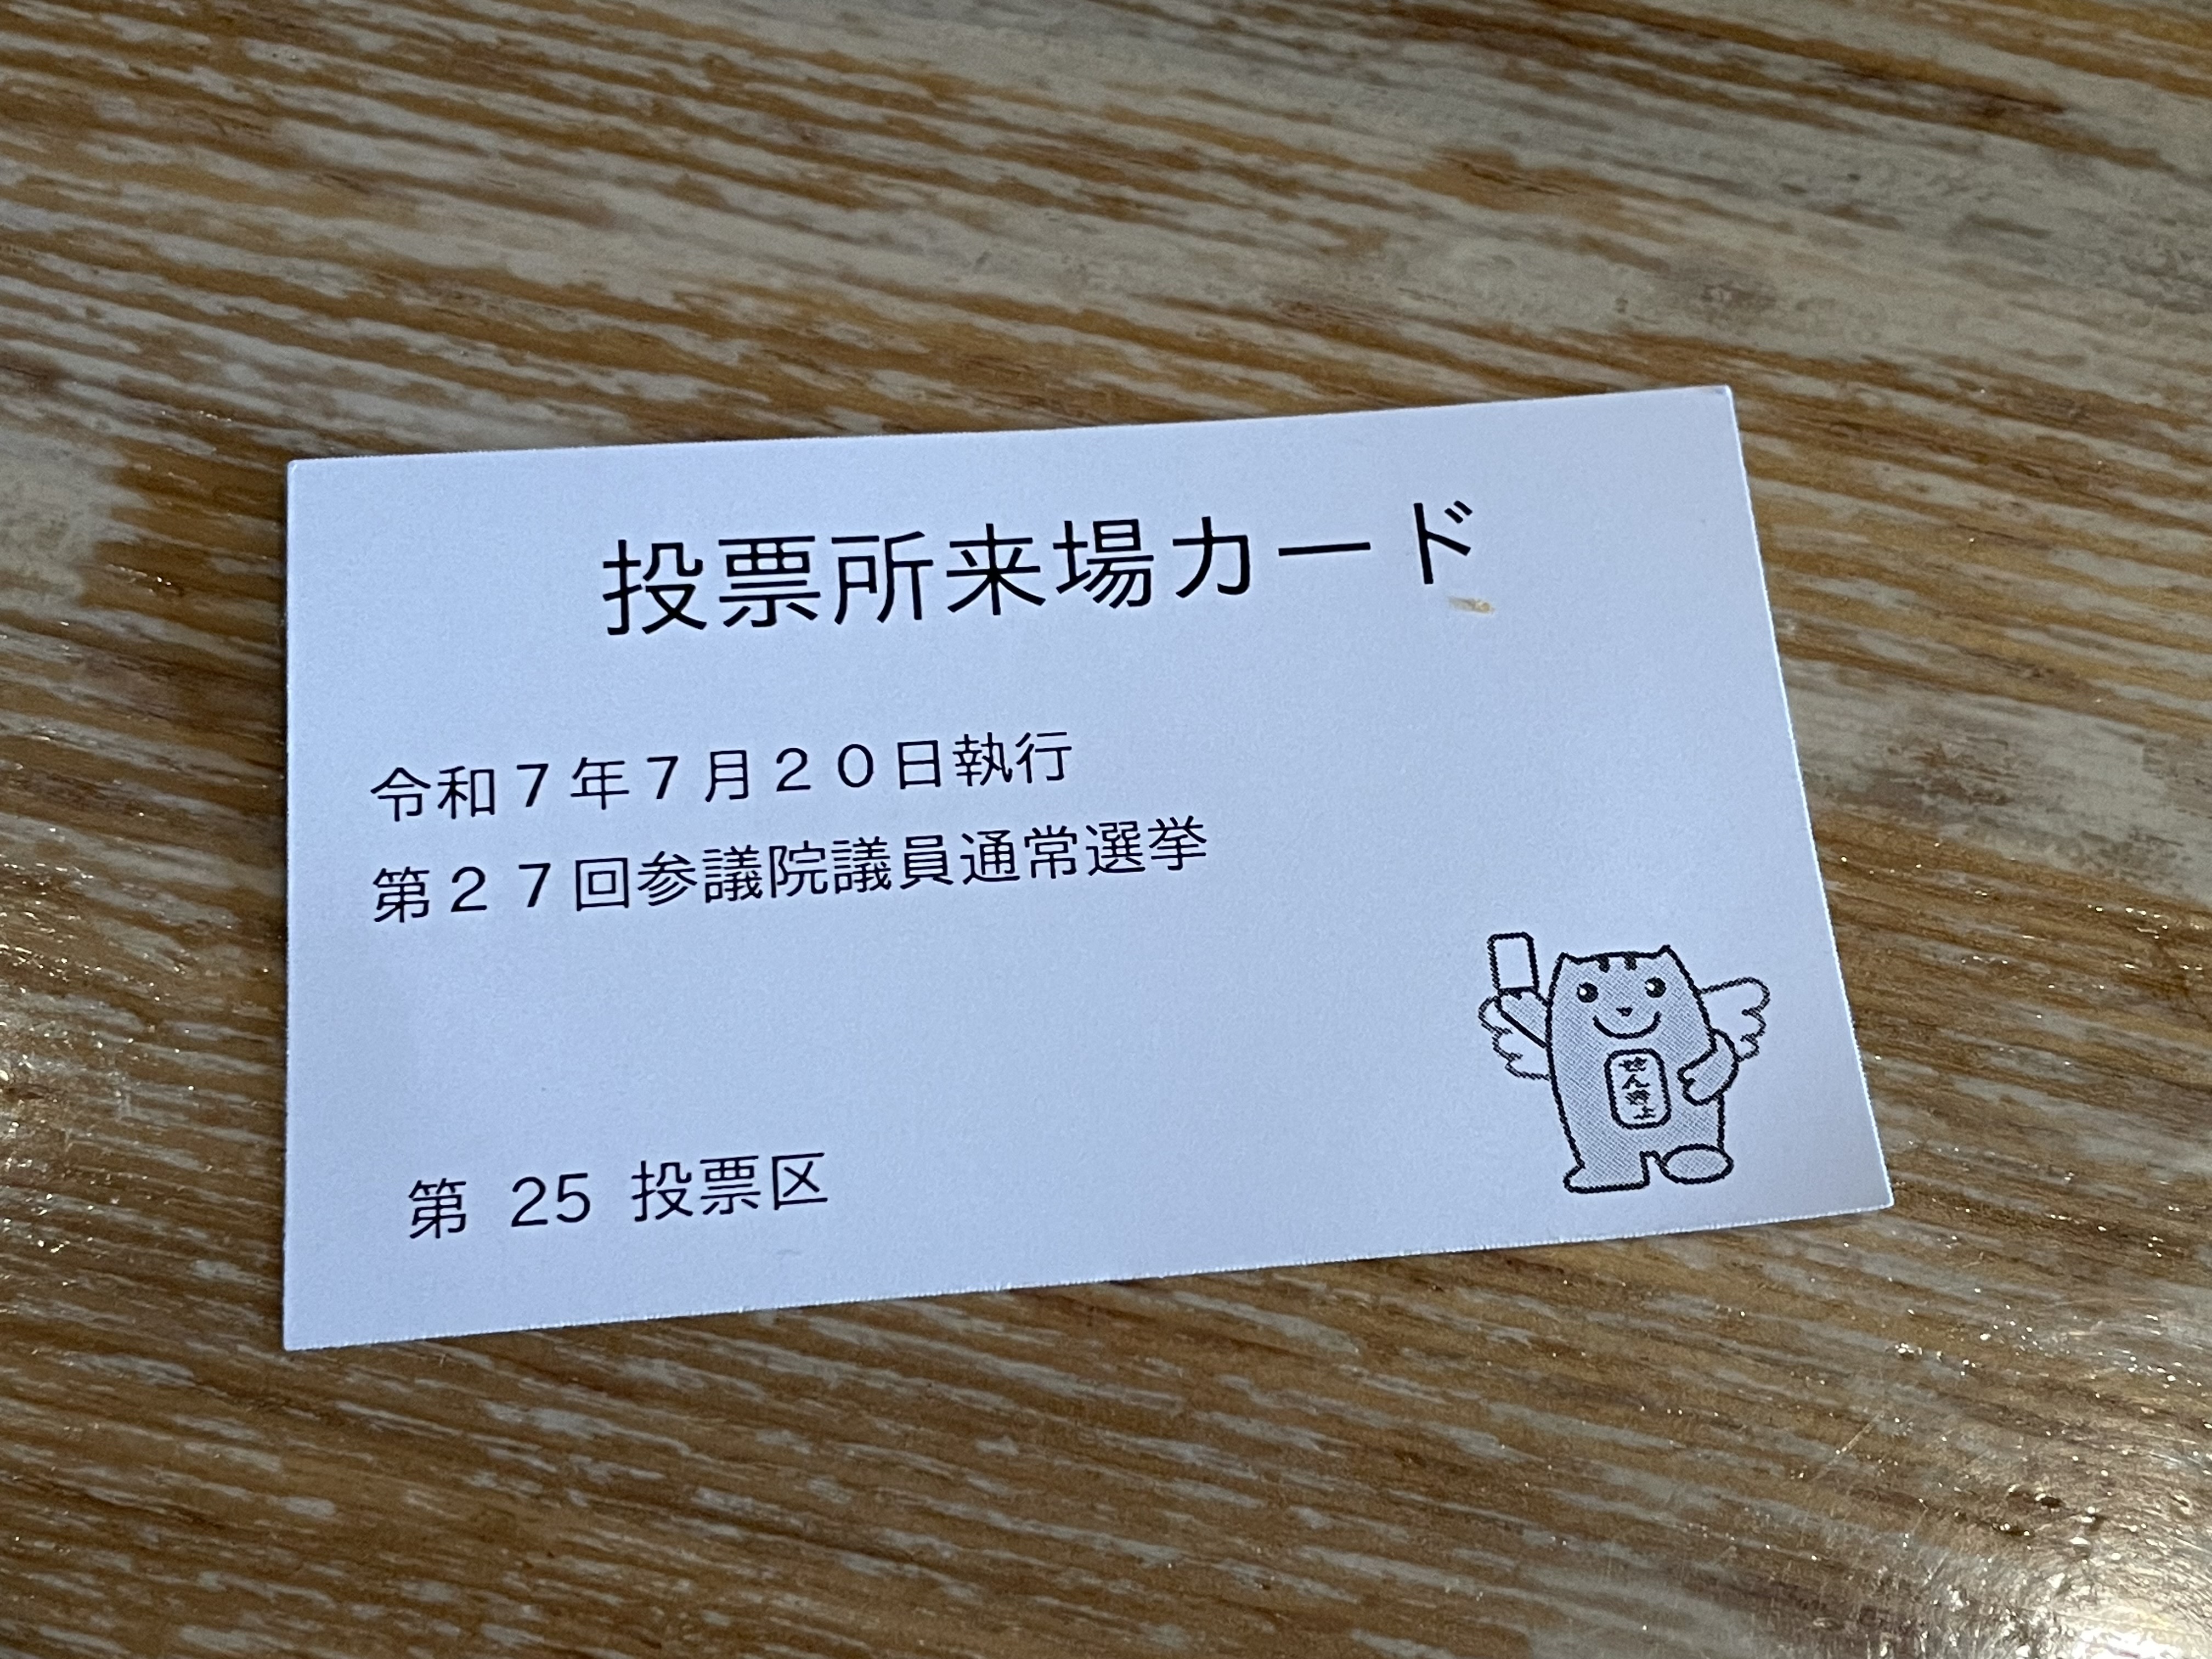 投票所来場カード
令和７年７月２０日執行
第２７回参議院議員通常選挙
第 25 投票区